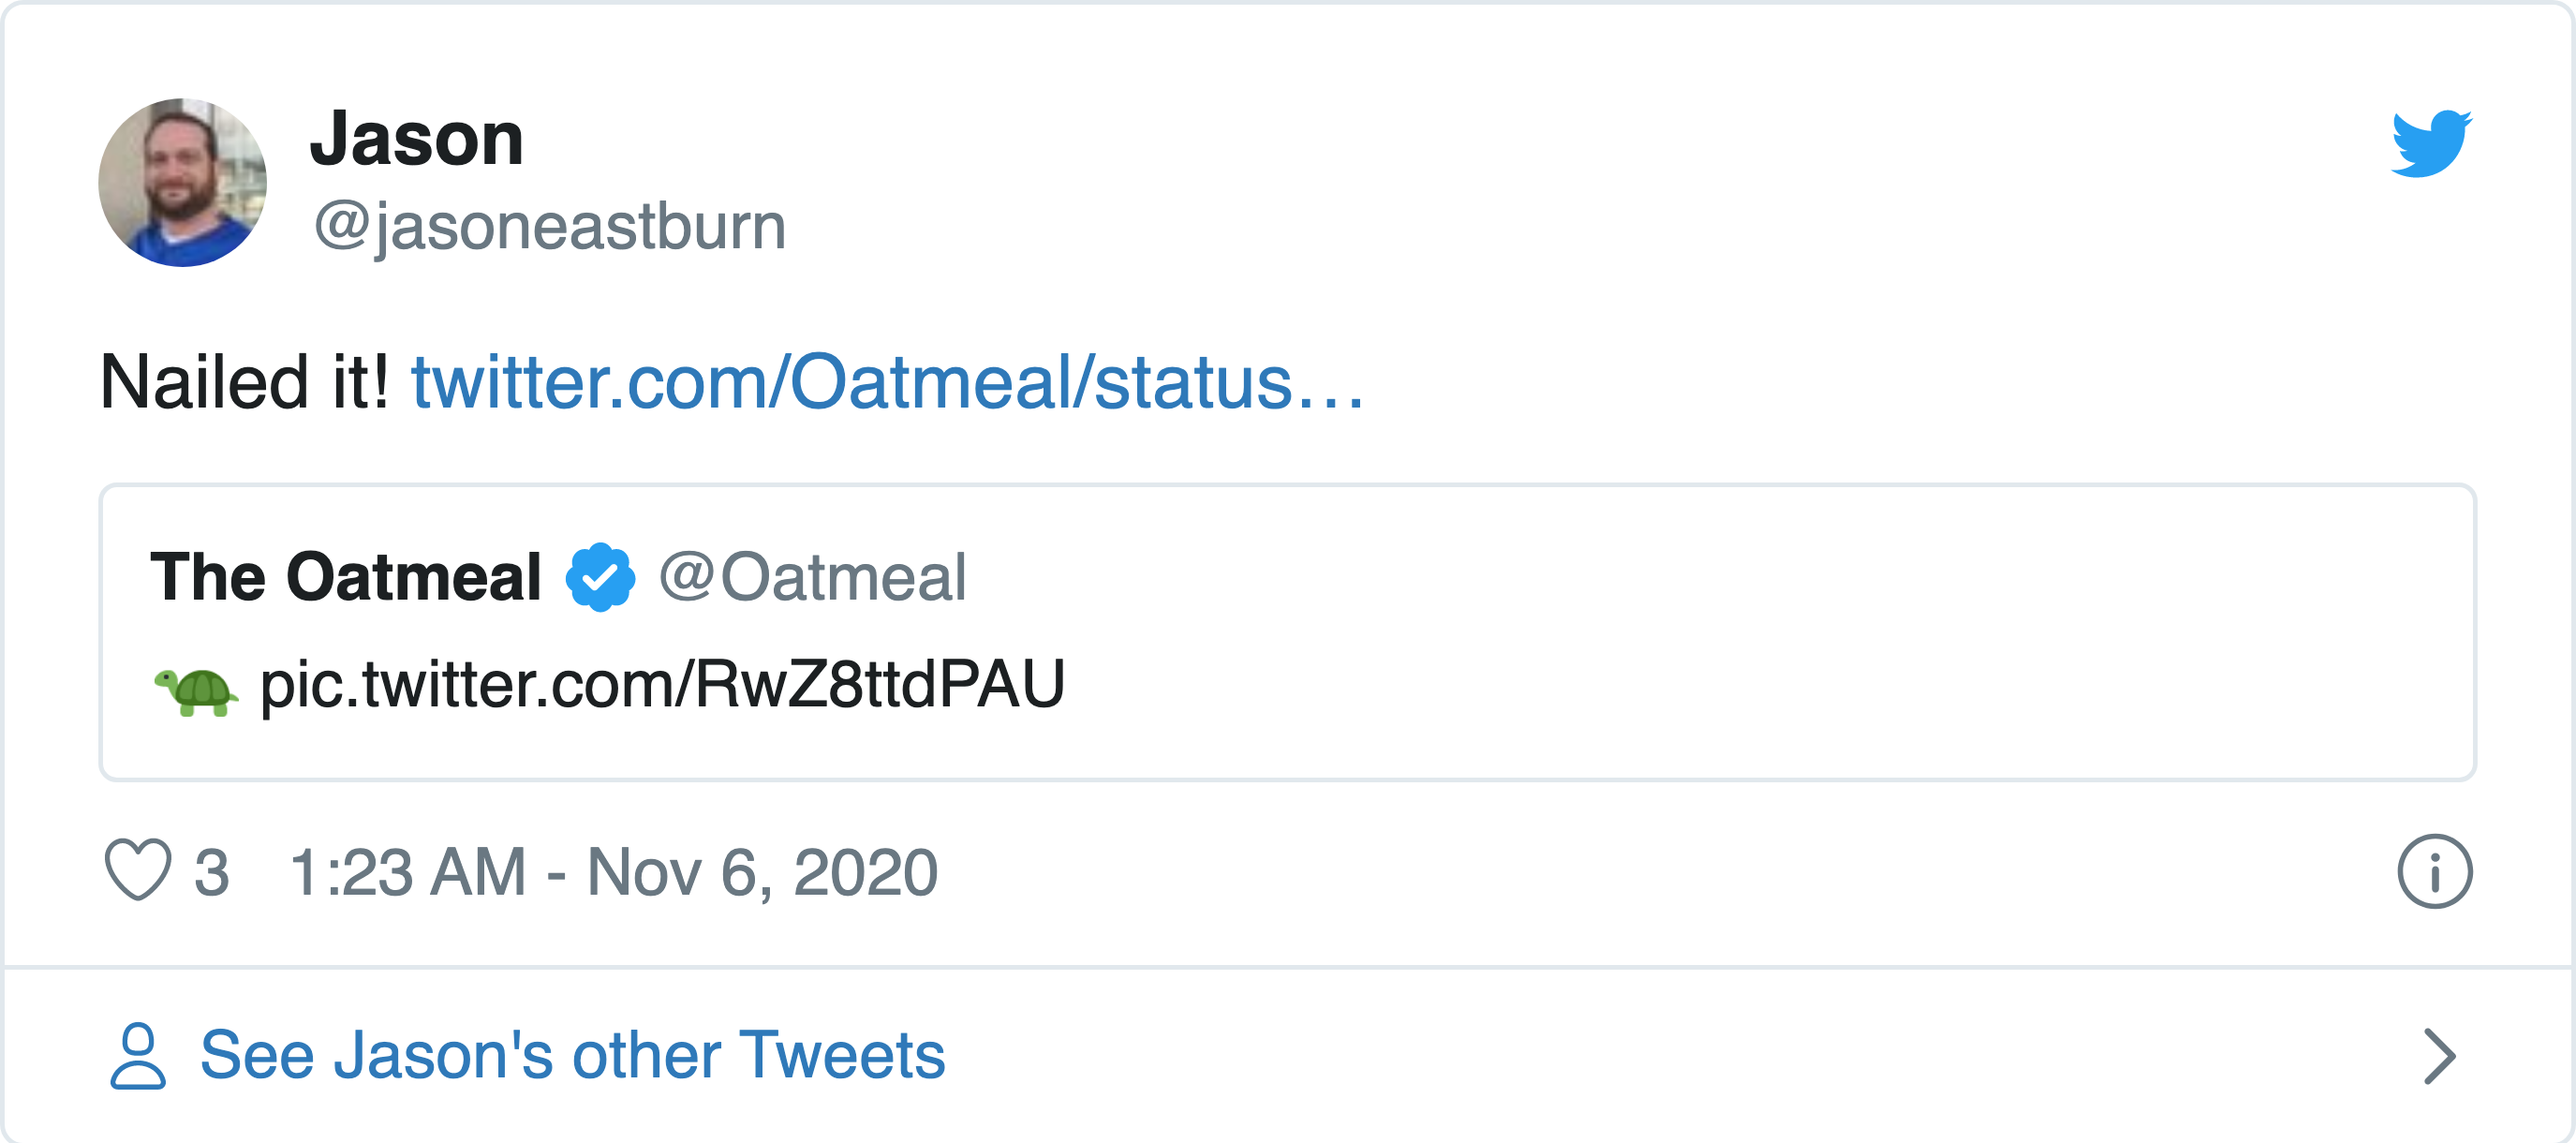 Jason
@jasoneastburn
Nailed it! twitter.com/Oatmeal/status…
The Oatmeal @Oatmeal
🐢 pic.twitter.com/RwZ8ttdPAU
3 1:23 AM - Nov 6, 2020
See Jason's other Tweets